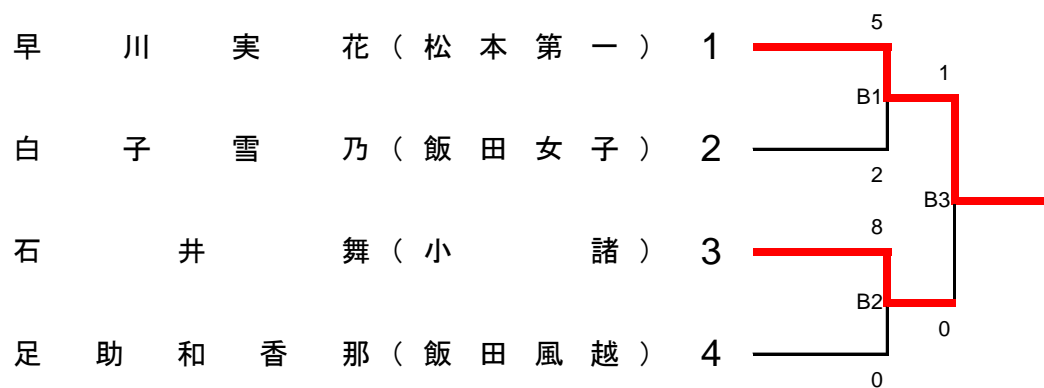 早川実花（松本第一） 1
5
1
B1
白子雪乃（飯田女子） 2
2
B3
石井舞（小諸） 3
8
B2
0
足助和香那（飯田風越） 4
0